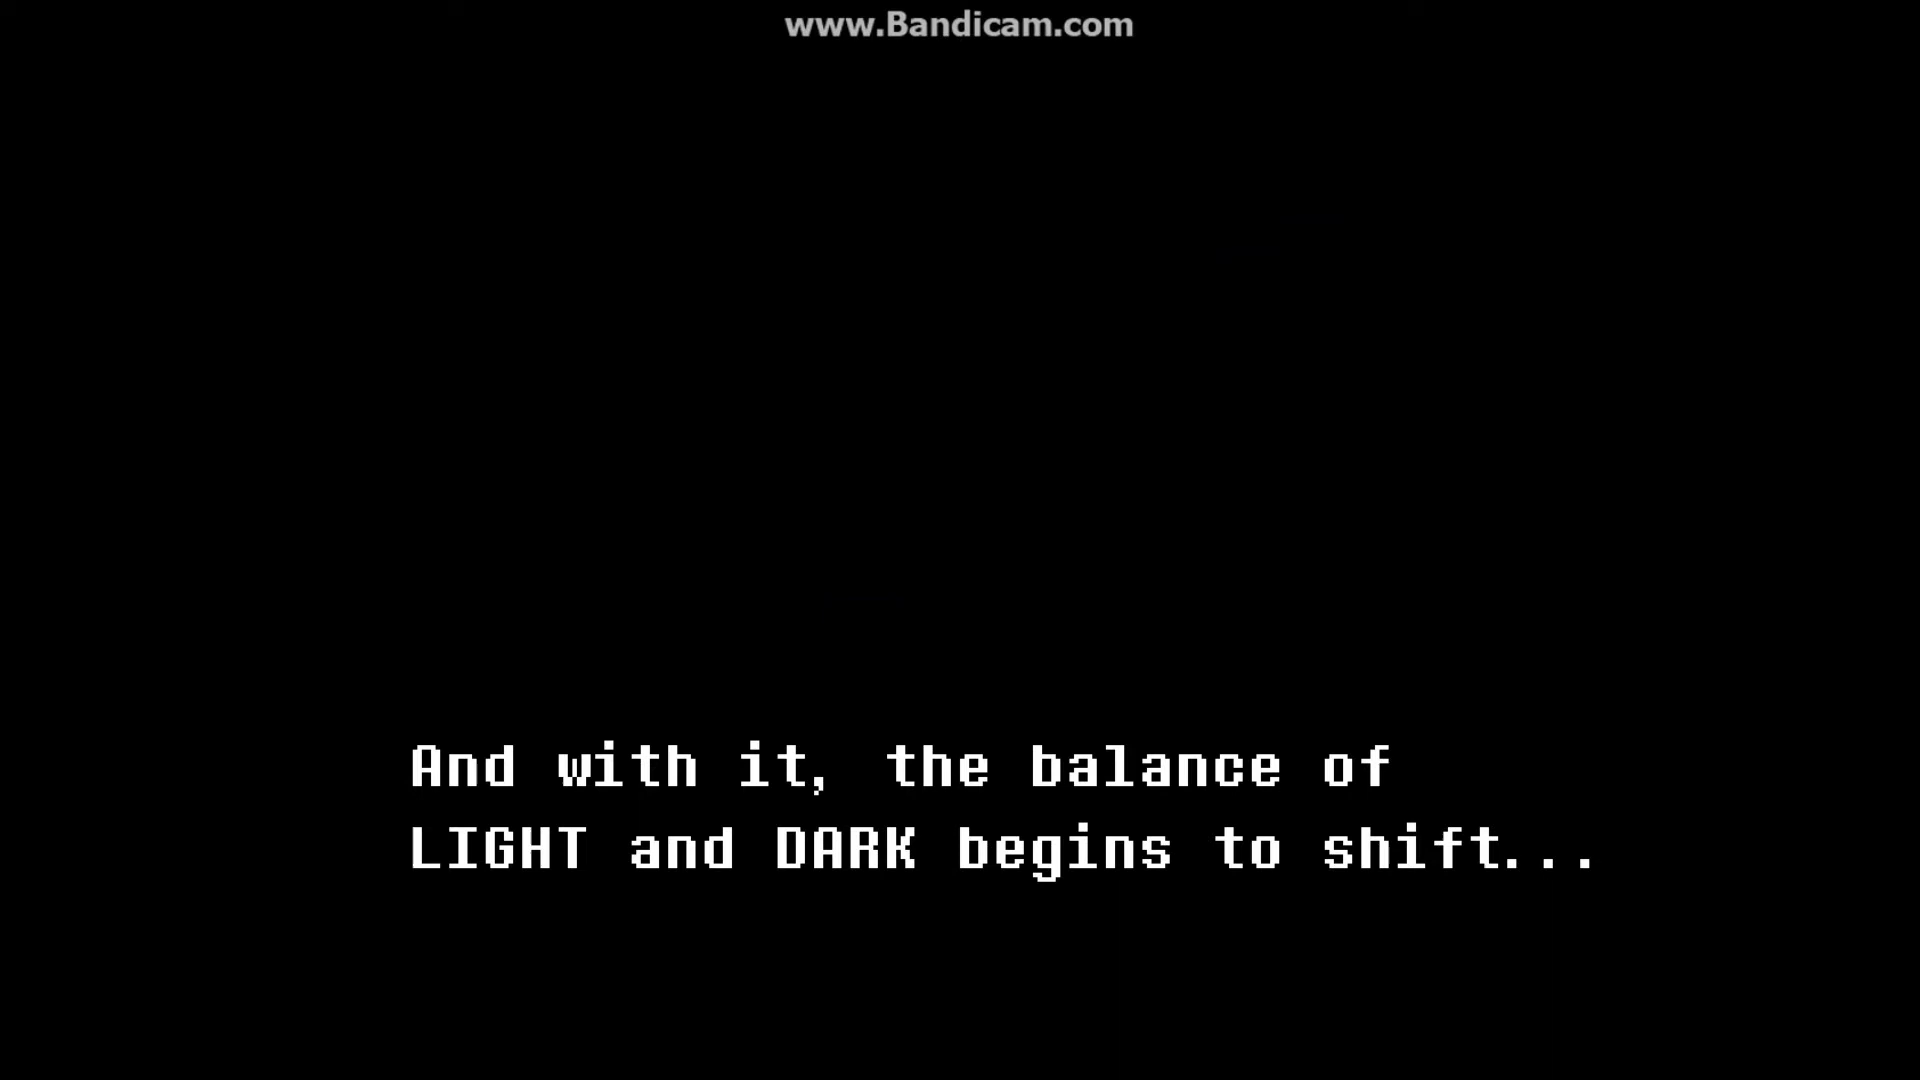 www.Bandicam.com
And with it, the balance of
LIGHT and DARK begins to shift...